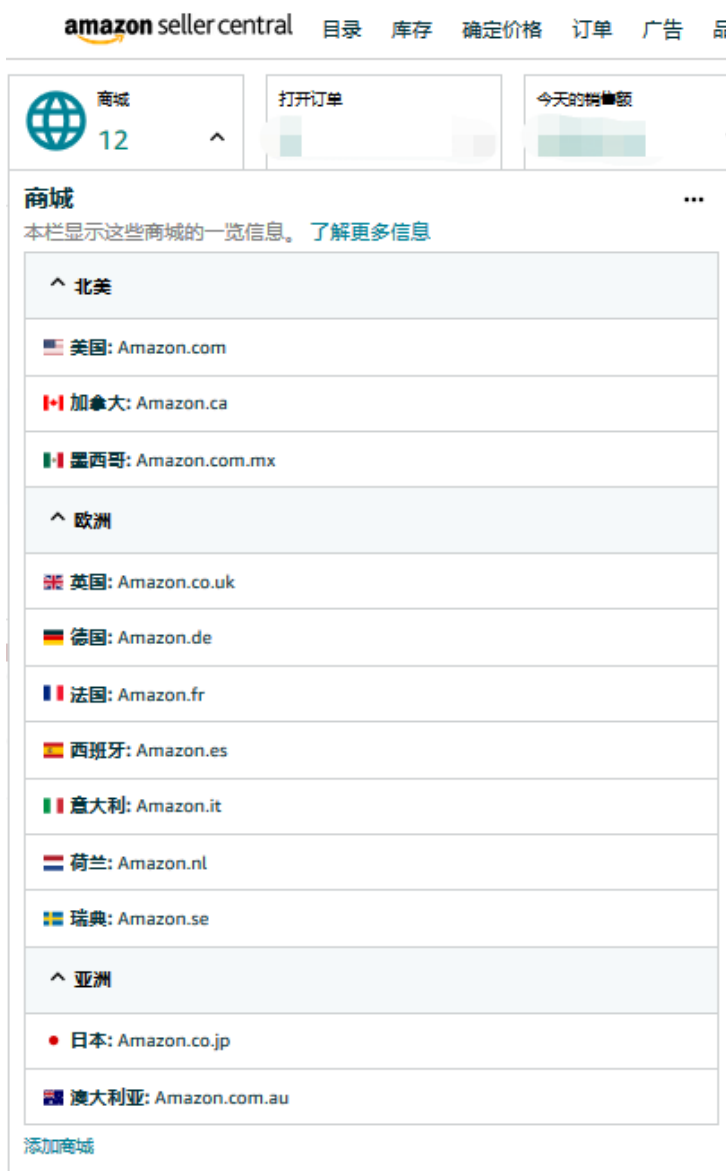 amazon seller central 目录 库存 确定价格 订单 广告
商城
12
打开订单
今天的销售额
商城
本栏显示这些商城的一览信息。 了解更多信息
北美
美国: Amazon.com
加拿大: Amazon.ca
墨西哥: Amazon.com.mx
欧洲
英国: Amazon.co.uk
德国: Amazon.de
法国: Amazon.fr
西班牙: Amazon.es
意大利: Amazon.it
荷兰: Amazon.nl
瑞典: Amazon.se
亚洲
日本: Amazon.co.jp
澳大利亚: Amazon.com.au
添加商城